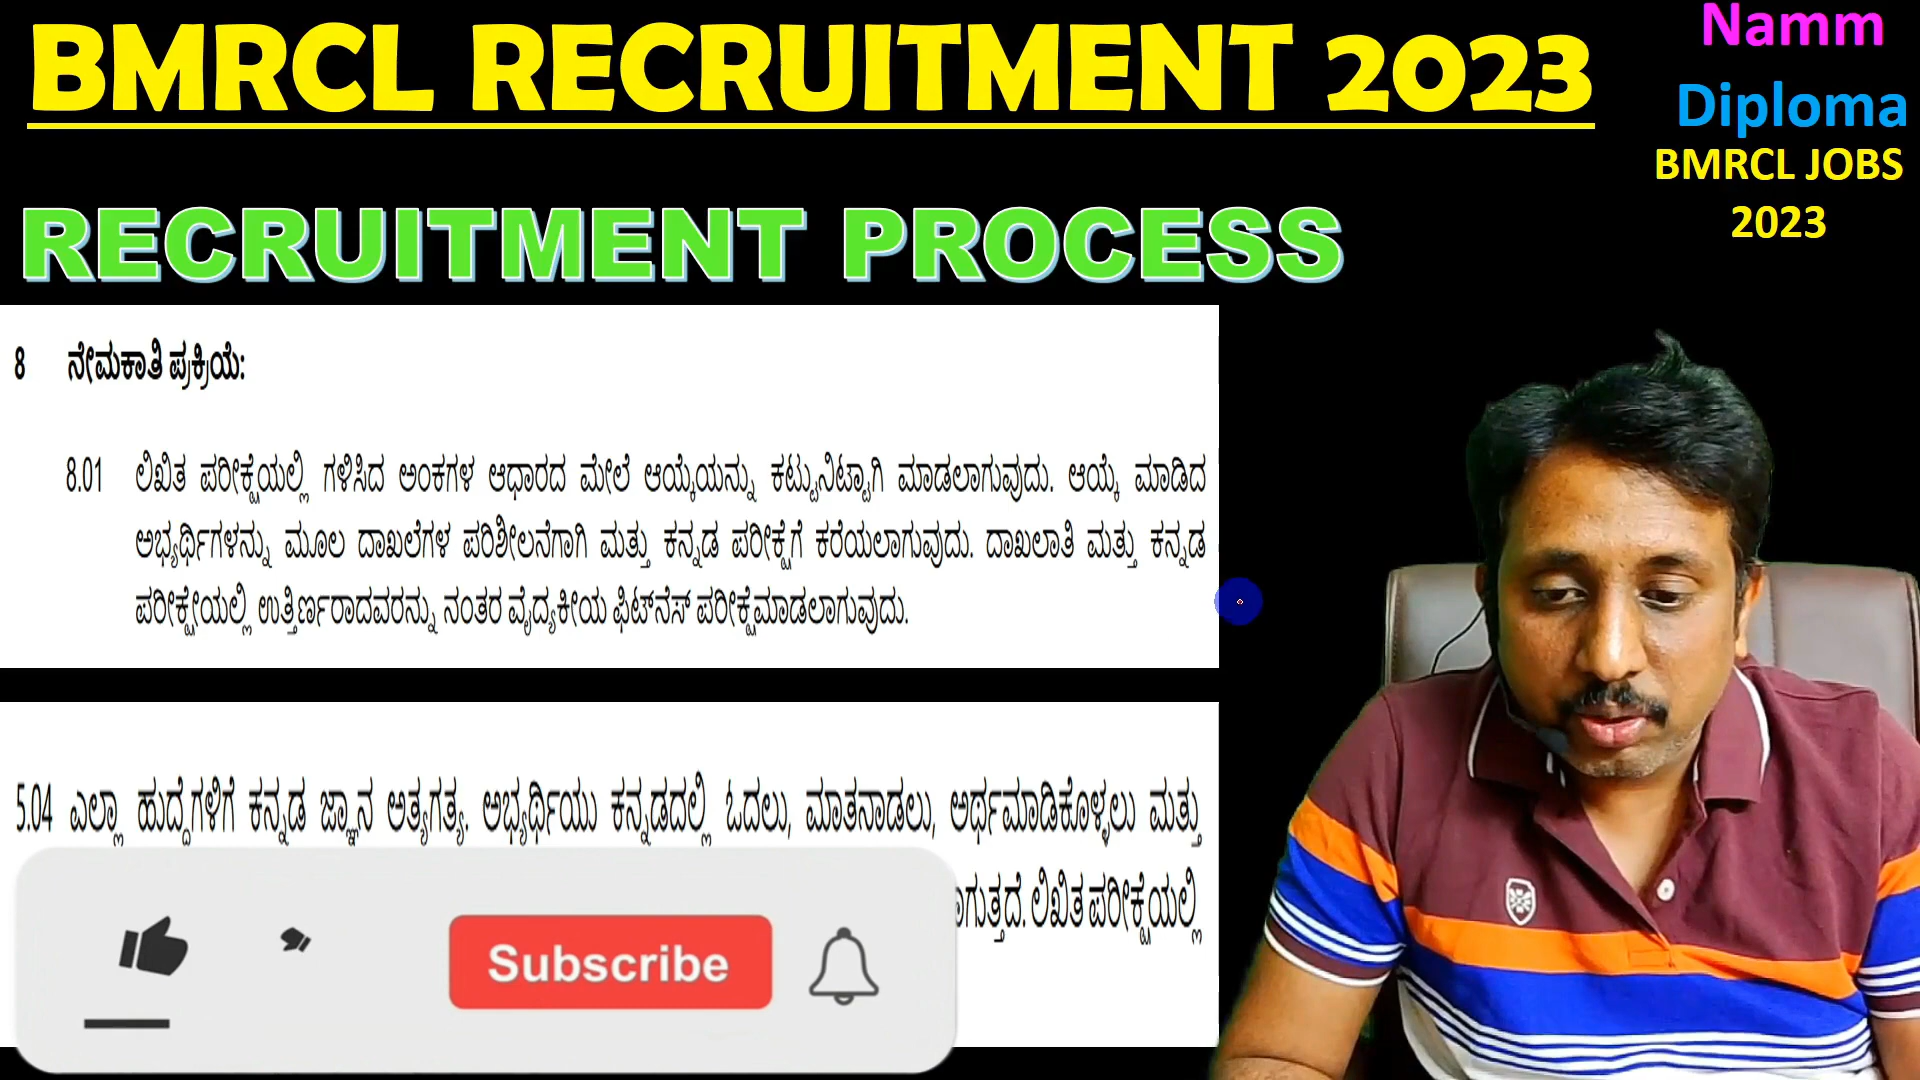 BMRCL RECRUITMENT 2023
Namm
Diploma
BMRCL JOBS
2023
RECRUITMENT PROCESS
8 ನೇಮಕಾತಿ ಪ್ರಕ್ರಿಯೆ:
8.01 ಲಿಖಿತ ಪರೀಕ್ಷೆಯಲ್ಲಿ ಗಳಿಸಿದ ಅಂಕಗಳ ಆಧಾರದ ಮೇಲೆ ಆಯ್ಕೆಯನ್ನು ಕಟ್ಟುನಿಟ್ಟಾಗಿ ಮಾಡಲಾಗುವುದು. ಆಯ್ಕೆ ಮಾಡಿದ
ಅಭ್ಯರ್ಥಿಗಳನ್ನು ಮೂಲ ದಾಖಲೆಗಳ ಪರಿಶೀಲನೆಗಾಗಿ ಮತ್ತು ಕನ್ನಡ ಪರೀಕ್ಷೆಗೆ ಕರೆಯಲಾಗುವುದು. ದಾಖಲಾತಿ ಮತ್ತು ಕನ್ನಡ
ಪರೀಕ್ಷೇಯಲ್ಲಿ ಉತ್ತಿರ್ಣರಾದವರನ್ನು ನಂತರ ವೈದ್ಯಕೀಯ ಫಿಟ್‌ನೆಸ್ ಪರೀಕ್ಷೆಮಾಡಲಾಗುವುದು.
5.04 ಎಲ್ಲಾ ಹುದ್ದೆಗಳಿಗೆ ಕನ್ನಡ ಜ್ಞಾನ ಅತ್ಯಗತ್ಯ. ಅಭ್ಯರ್ಥಿಯು ಕನ್ನಡದಲ್ಲಿ ಓದಲು, ಮಾತನಾಡಲು, ಅರ್ಥಮಾಡಿಕೊಳ್ಳಲು ಮತ್ತು
ಲಿಖಿತ ಪರೀಕ್ಷೆಯಲ್ಲಿ
Subscribe